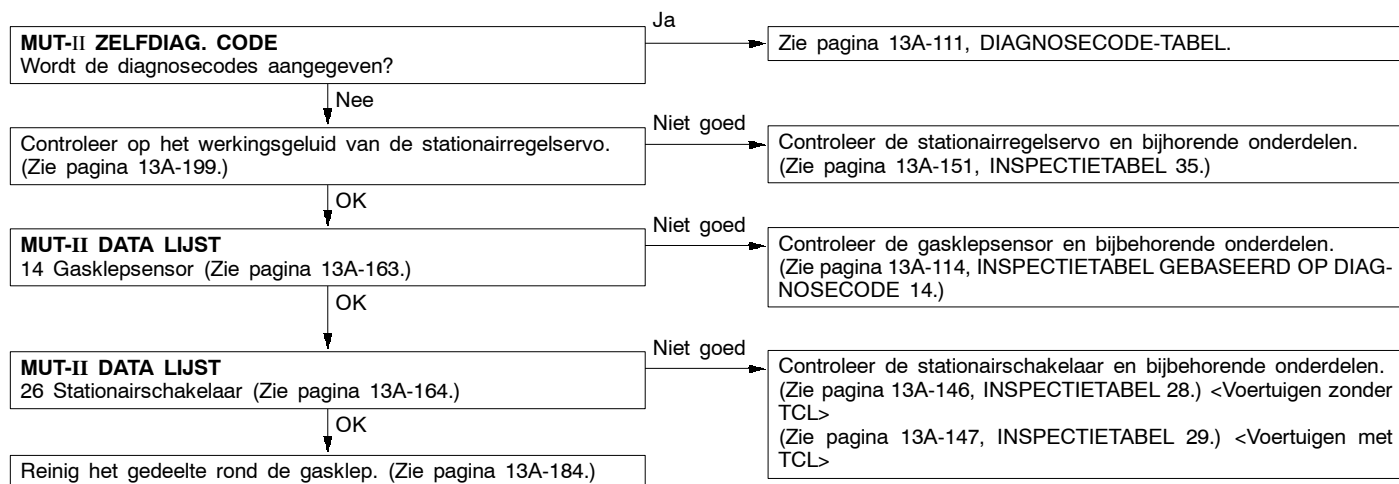 MUT-II ZELFDIAG. CODE
Wordt de diagnosecodes aangegeven?
Ja
Zie pagina 13A-111, DIAGNOSECODE-TABEL.
Nee
Controleer op het werkingsgeluid van de stationairregelservo.
(Zie pagina 13A-199.)
Niet goed
Controleer de stationairregelservo en bijhorende onderdelen.
(Zie pagina 13A-151, INSPECTIETABEL 35.)
OK
MUT-II DATA LIJST
14 Gasklepsensor (Zie pagina 13A-163.)
Niet goed
Controleer de gasklepsensor en bijbehorende onderdelen.
(Zie pagina 13A-114, INSPECTIETABEL GEBASEERD OP DIAG-
NOSECODE 14.)
OK
MUT-II DATA LIJST
26 Stationairschakelaar (Zie pagina 13A-164.)
Niet goed
Controleer de stationairschakelaar en bijbehorende onderdelen.
(Zie pagina 13A-146, INSPECTIETABEL 28.) <Voertuigen zonder
TCL>
(Zie pagina 13A-147, INSPECTIETABEL 29.) <Voertuigen met
TCL>
OK
Reinig het gedeelte rond de gasklep. (Zie pagina 13A-184.)